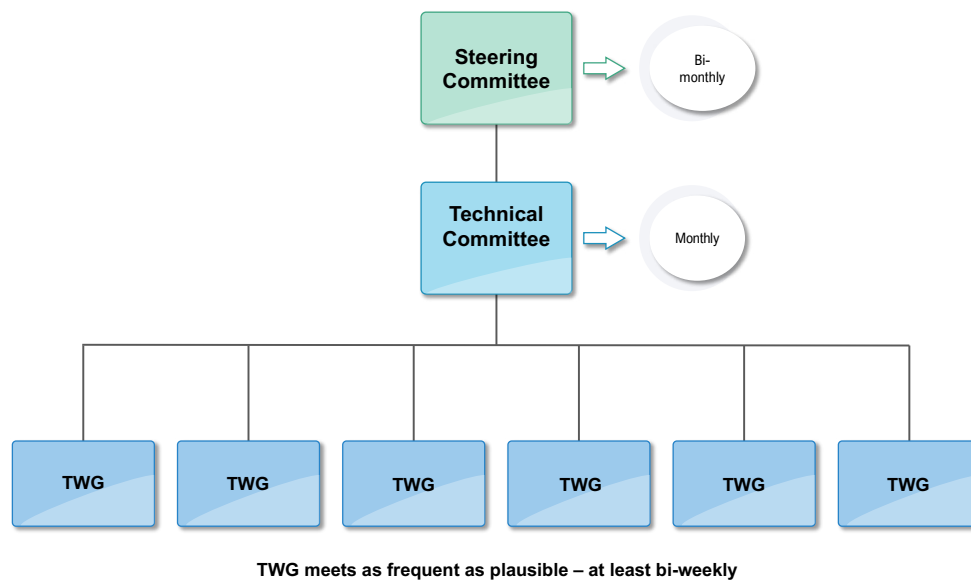 Steering
Committee
Bi-
monthly
Technical
Committee
Monthly
TWG
TWG
TWG
TWG
TWG
TWG
TWG meets as frequent as plausible – at least bi-weekly